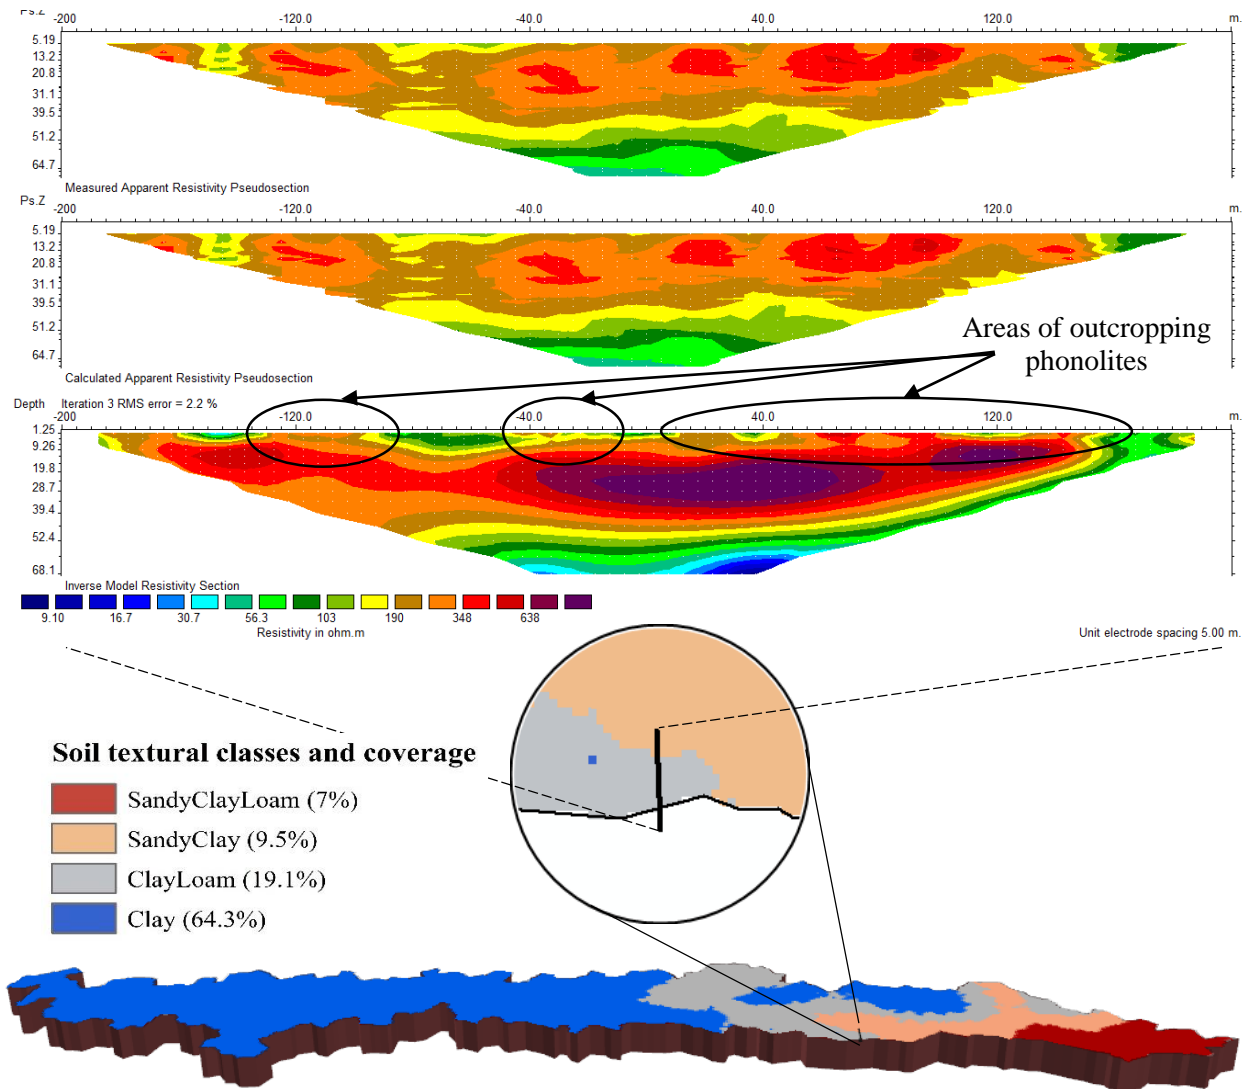 Ps.Z -200 -120.0 -40.0 40.0 120.0 m.
5.19
13.2
20.8
31.1
39.5
51.2
64.7
Measured Apparent Resistivity Pseudosection
Ps.Z -200 -120.0 -40.0 40.0 120.0 m.
5.19
13.2
20.8
31.1
39.5
51.2
64.7
Areas of outcropping
phonolites
Calculated Apparent Resistivity Pseudosection
Depth Iteration 3 RMS error = 2.2 %
-200 -120.0 -40.0 40.0 120.0 m.
1.25
9.26
19.8
28.7
39.4
52.4
68.1
Inverse Model Resistivity Section
9.10 16.7 30.7 56.3 103 190 348 638
Resistivity in ohm.m
Unit electrode spacing 5.00 m.
Soil textural classes and coverage
SandyClayLoam (7%)
SandyClay (9.5%)
ClayLoam (19.1%)
Clay (64.3%)